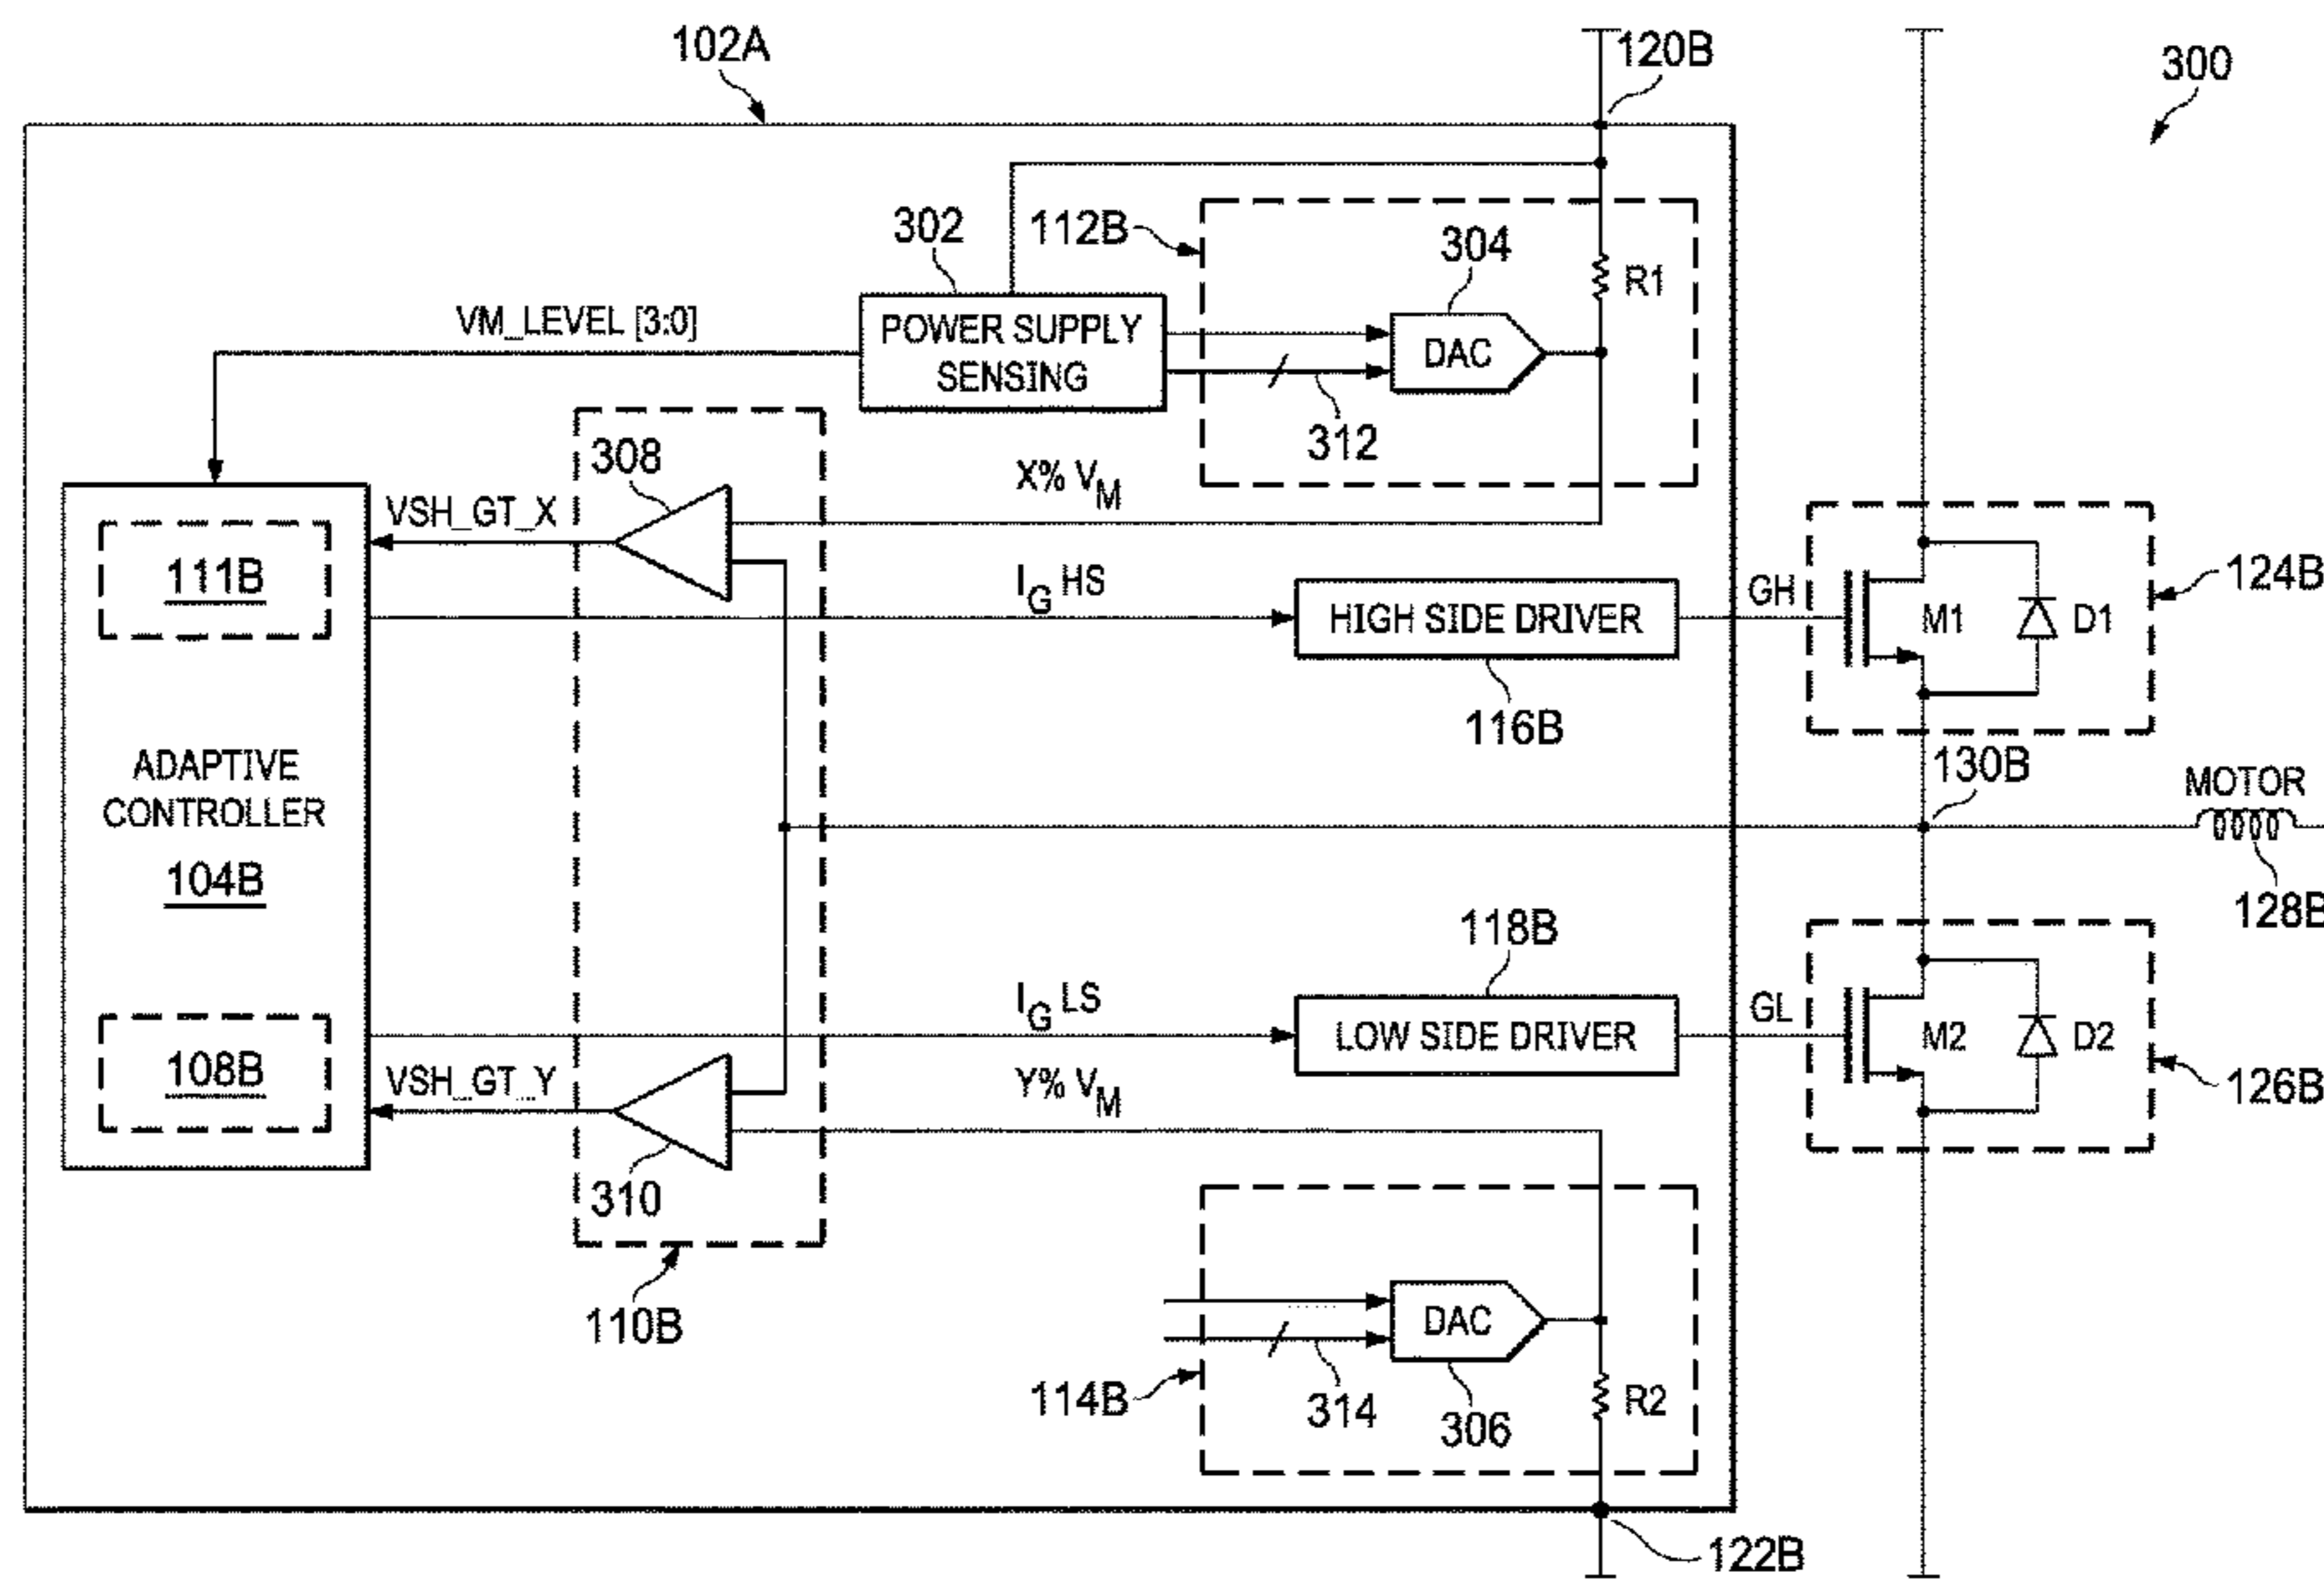 102A
120B
300
302
112B
304
R1
VM_LEVEL [3:0]
POWER SUPPLY
SENSING
DAC
312
308
X% VM
VSH_GT_X
111B
IG HS
HIGH SIDE DRIVER
GH
M1
D1
124B
116B
ADAPTIVE
CONTROLLER
104B
130B
MOTOR
128B
118B
IG LS
LOW SIDE DRIVER
GL
M2
D2
126B
108B
VSH_GT_Y
Y% VM
310
110B
DAC
114B
314
306
R2
122B